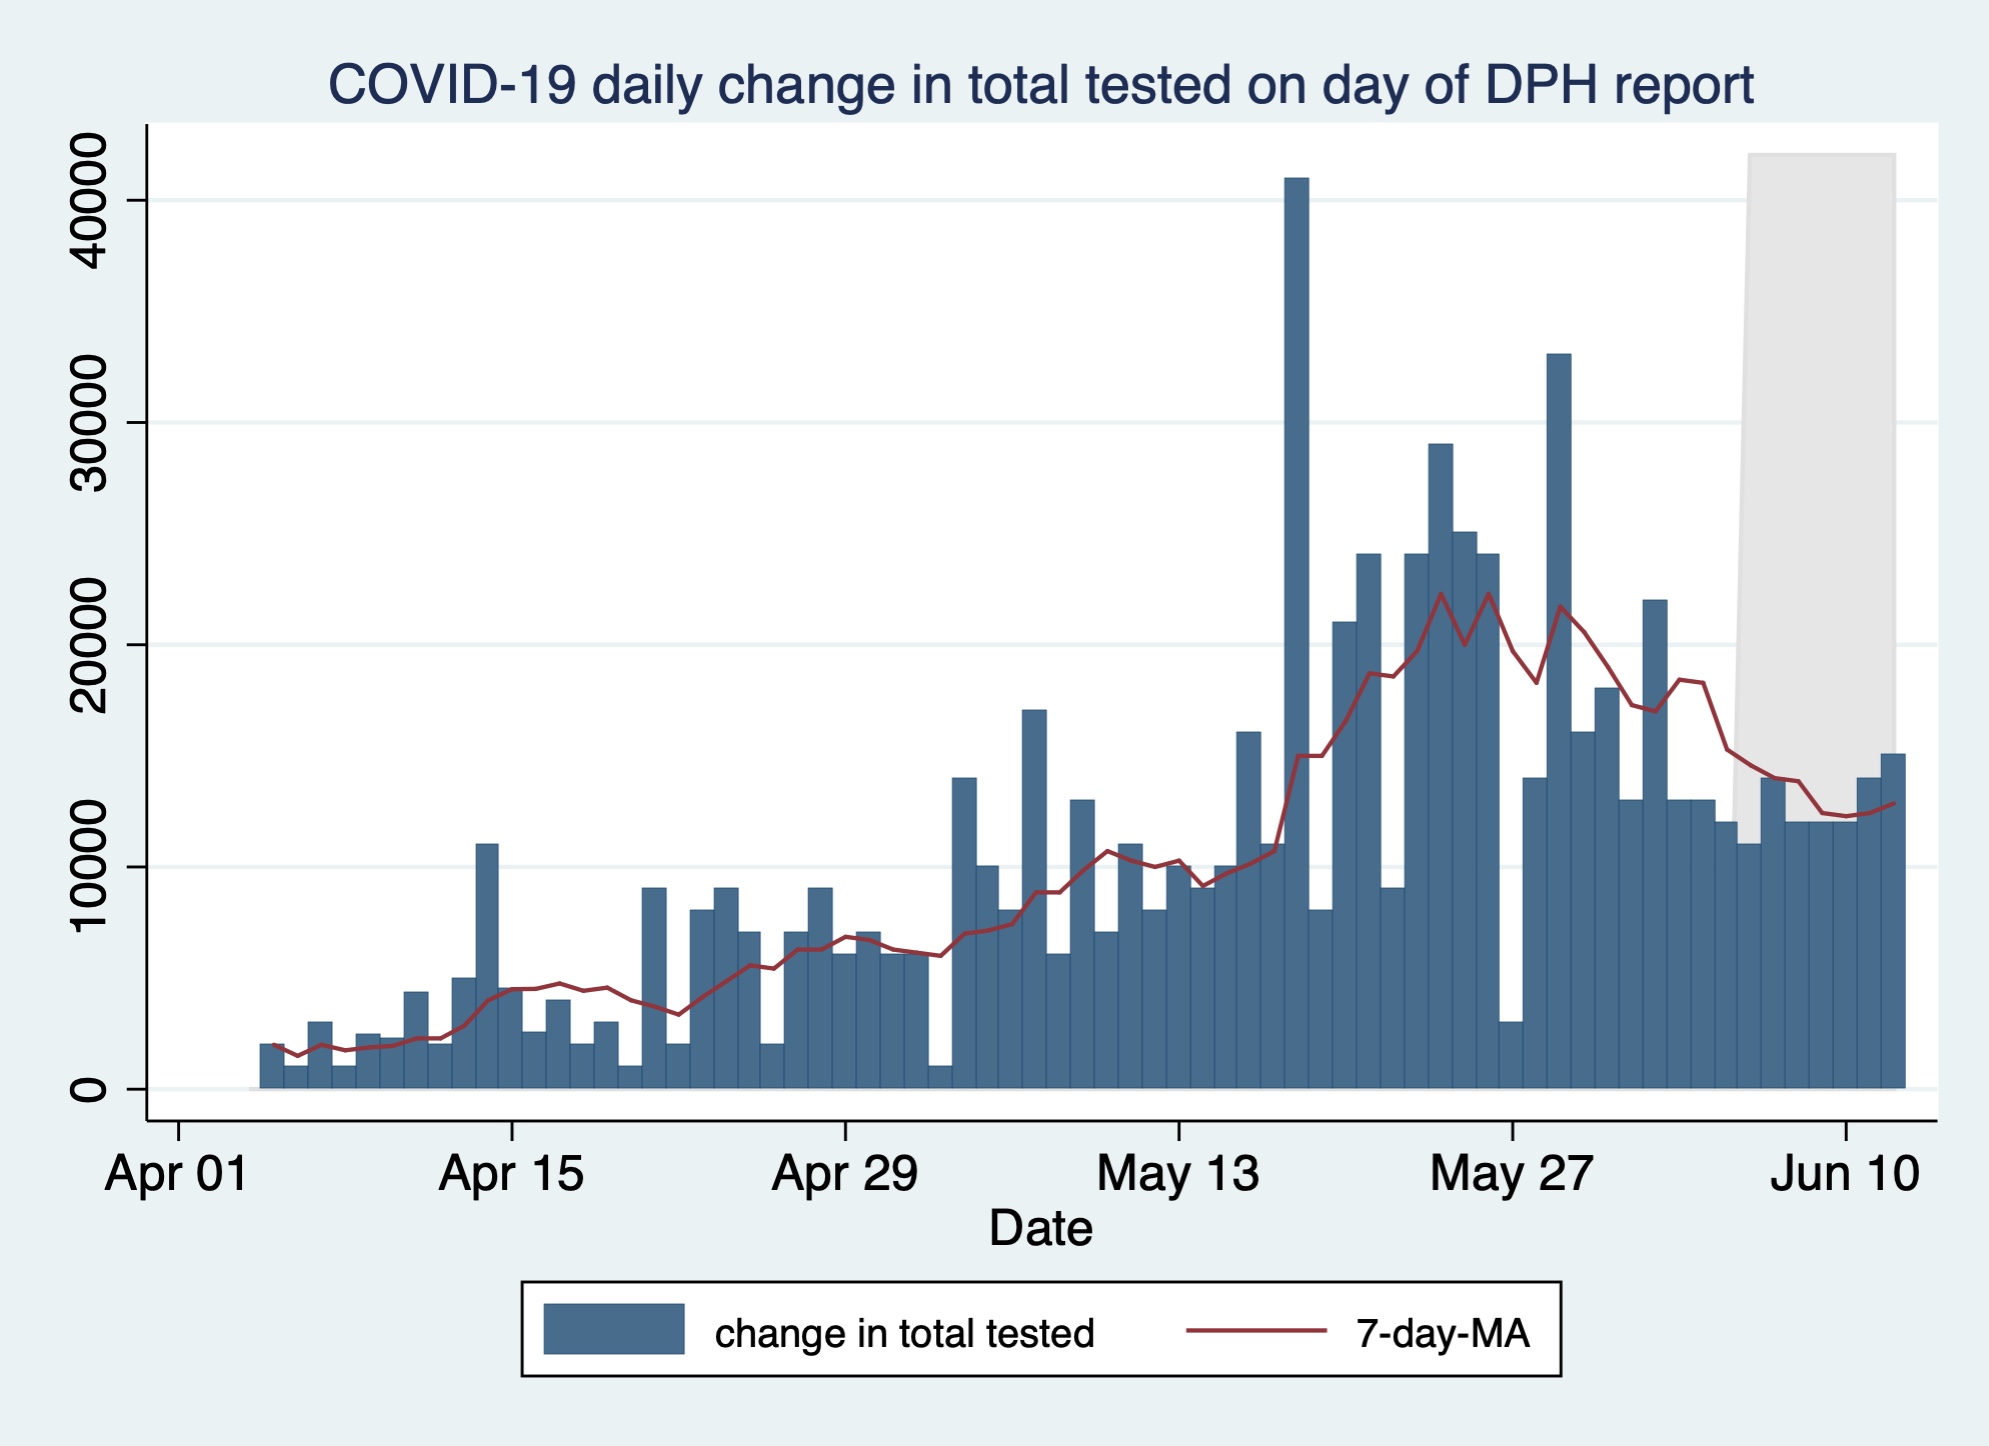 COVID-19 daily change in total tested on day of DPH report
40000
30000
20000
10000
0
Apr 01 Apr 15 Apr 29 May 13 May 27 Jun 10
Date
change in total tested 7-day-MA